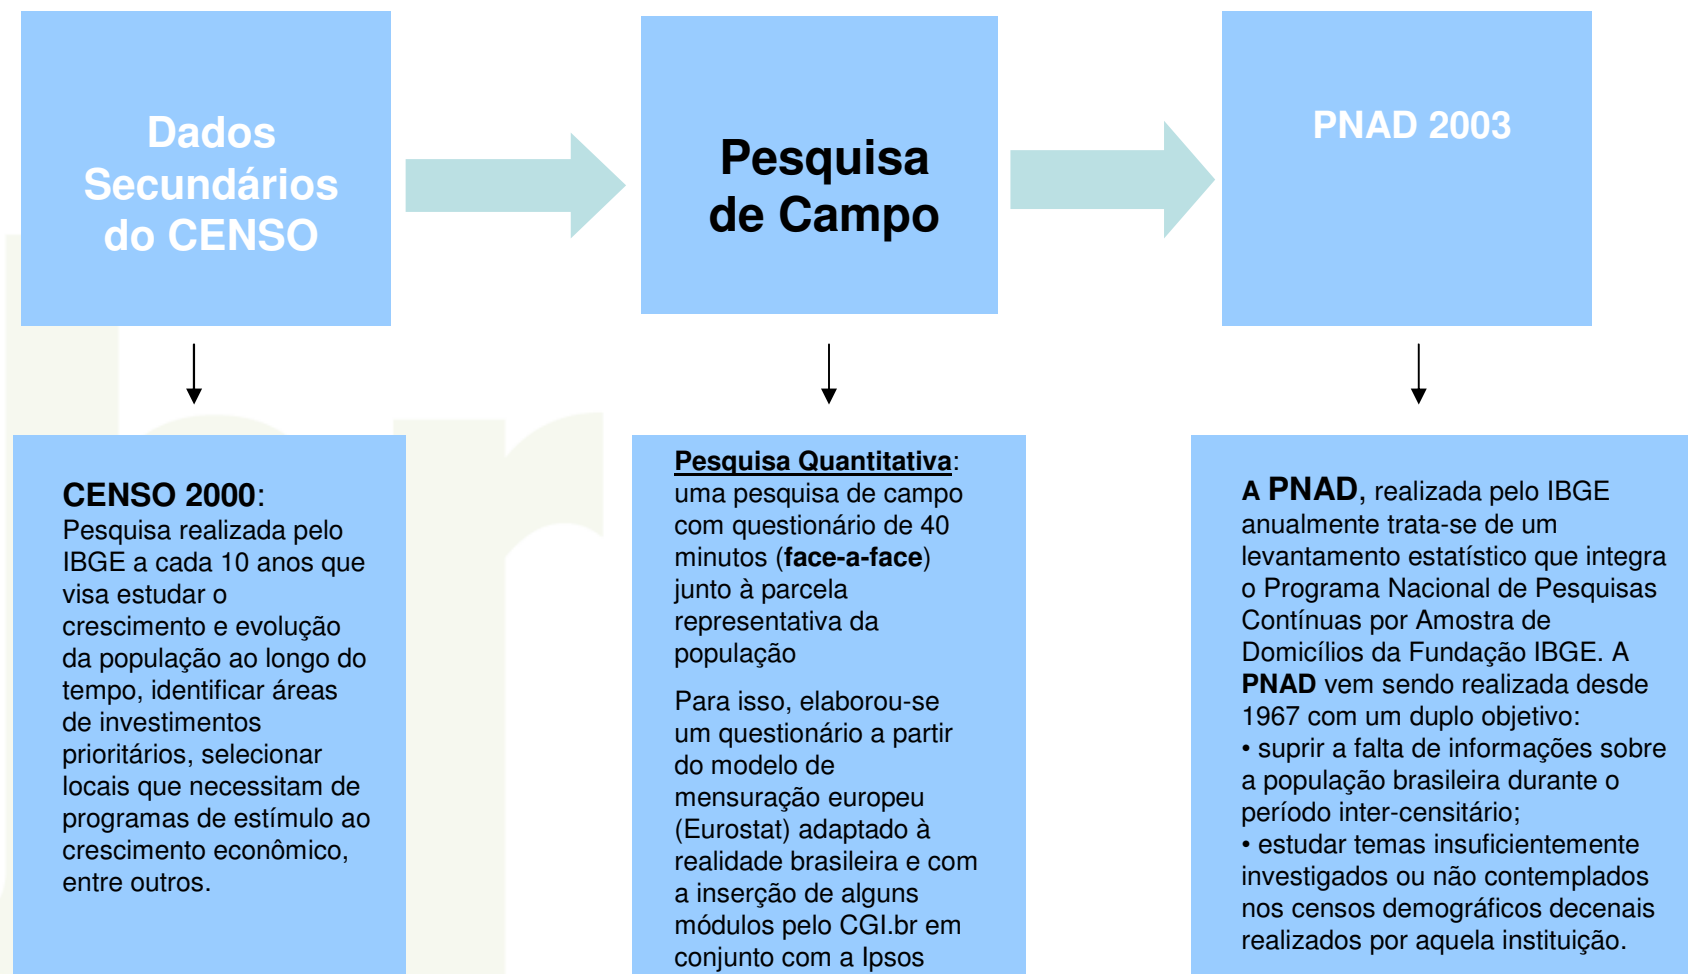 Dados
Secundários
do CENSO
Pesquisa
de Campo
PNAD 2003
CENSO 2000:
Pesquisa realizada pelo
IBGE a cada 10 anos que
visa estudar o
crescimento e evolução
da população ao longo do
tempo, identificar áreas
de investimentos
prioritários, selecionar
locais que necessitam de
programas de estímulo ao
crescimento econômico,
entre outros.
Pesquisa Quantitativa:
uma pesquisa de campo
com questionário de 40
minutos (face-a-face)
junto à parcela
representativa da
população
Para isso, elaborou-se
um questionário a partir
do modelo de
mensuração europeu
(Eurostat) adaptado à
realidade brasileira e com
a inserção de alguns
módulos pelo CGI.br em
conjunto com a Ipsos
A PNAD, realizada pelo IBGE
anualmente trata-se de um
levantamento estatístico que integra
o Programa Nacional de Pesquisas
Contínuas por Amostra de
Domicílios da Fundação IBGE. A
PNAD vem sendo realizada desde
1967 com um duplo objetivo:
• suprir a falta de informações sobre
a população brasileira durante o
período inter-censitário;
• estudar temas insuficientemente
investigados ou não contemplados
nos censos demográficos decenais
realizados por aquela instituição.